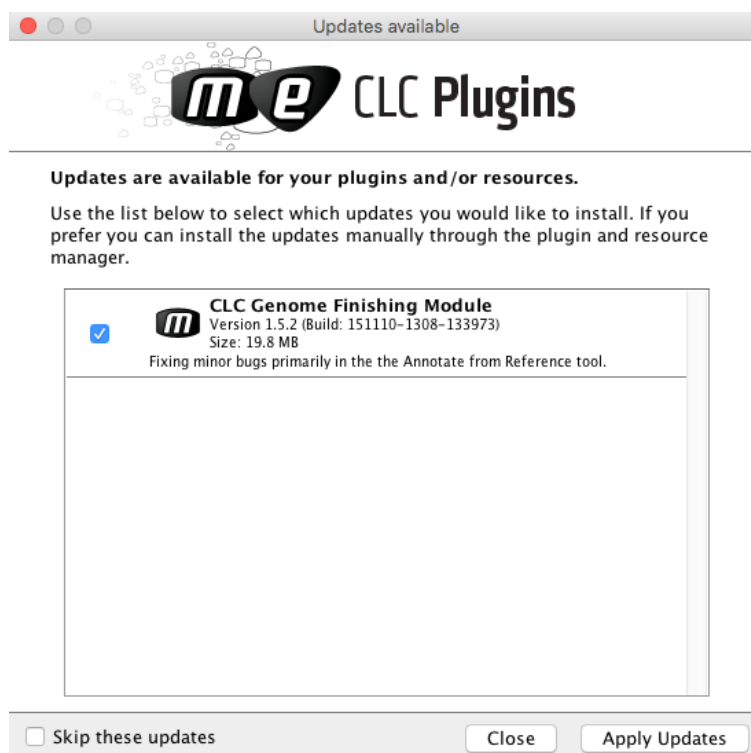 Updates available
me CLC Plugins
Updates are available for your plugins and/or resources.
Use the list below to select which updates you would like to install. If you
prefer you can install the updates manually through the plugin and resource
manager.
CLC Genome Finishing Module
m Version 1.5.2 (Build: 151110-1308-133973)
Size: 19.8 MB
Fixing minor bugs primarily in the the Annotate from Reference tool.
Skip these updates
Close
Apply Updates